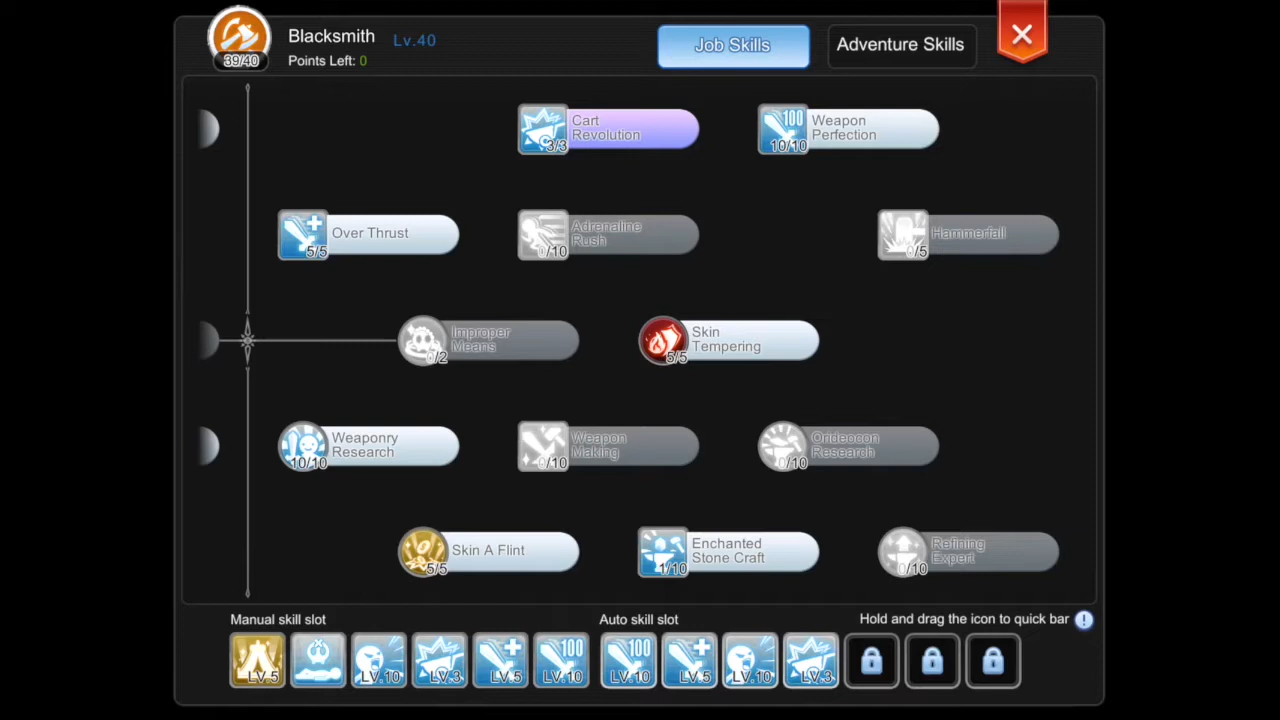 Blacksmith
Lv.40
39/40
Points Left: 0
Job Skills
Adventure Skills
Cart
Revolution
3/3
100
Weapon
Perfection
10/10
Over Thrust
5/5
Adrenaline
Rush
0/10
Hammerfall
0/5
Improper
Means
0/2
Skin
Tempering
5/5
Weaponry
Research
10/10
Weapon
Making
0/10
Orideocon
Research
0/10
Skin A Flint
5/5
Enchanted
Stone Craft
1/10
Refining
Expert
0/10
Manual skill slot
Auto skill slot
Hold and drag the icon to quick bar
LV.5
LV.10
LV.3
LV.5
100
LV.10
100
LV.10
LV.5
LV.10
LV.3